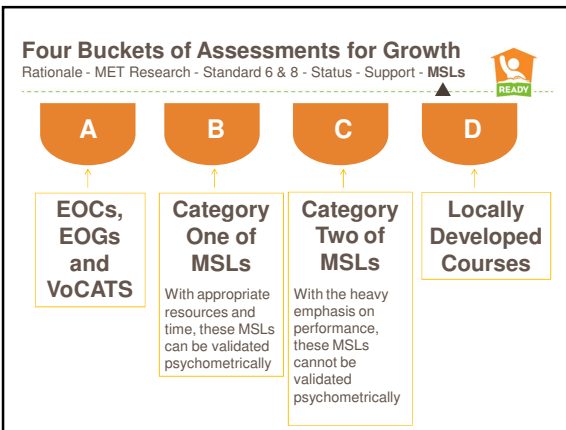 Four Buckets of Assessments for Growth
Rationale - MET Research - Standard 6 & 8 - Status - Support - MSLs
READY
A
B
C
D
EOCs,
EOGs
and
VoCATS
Category
One of
MSLs
With appropriate
resources and
time, these MSLs
can be validated
psychometrically
Category
Two of
MSLs
With the heavy
emphasis on
performance,
these MSLs
cannot be
validated
psychometrically
Locally
Developed
Courses